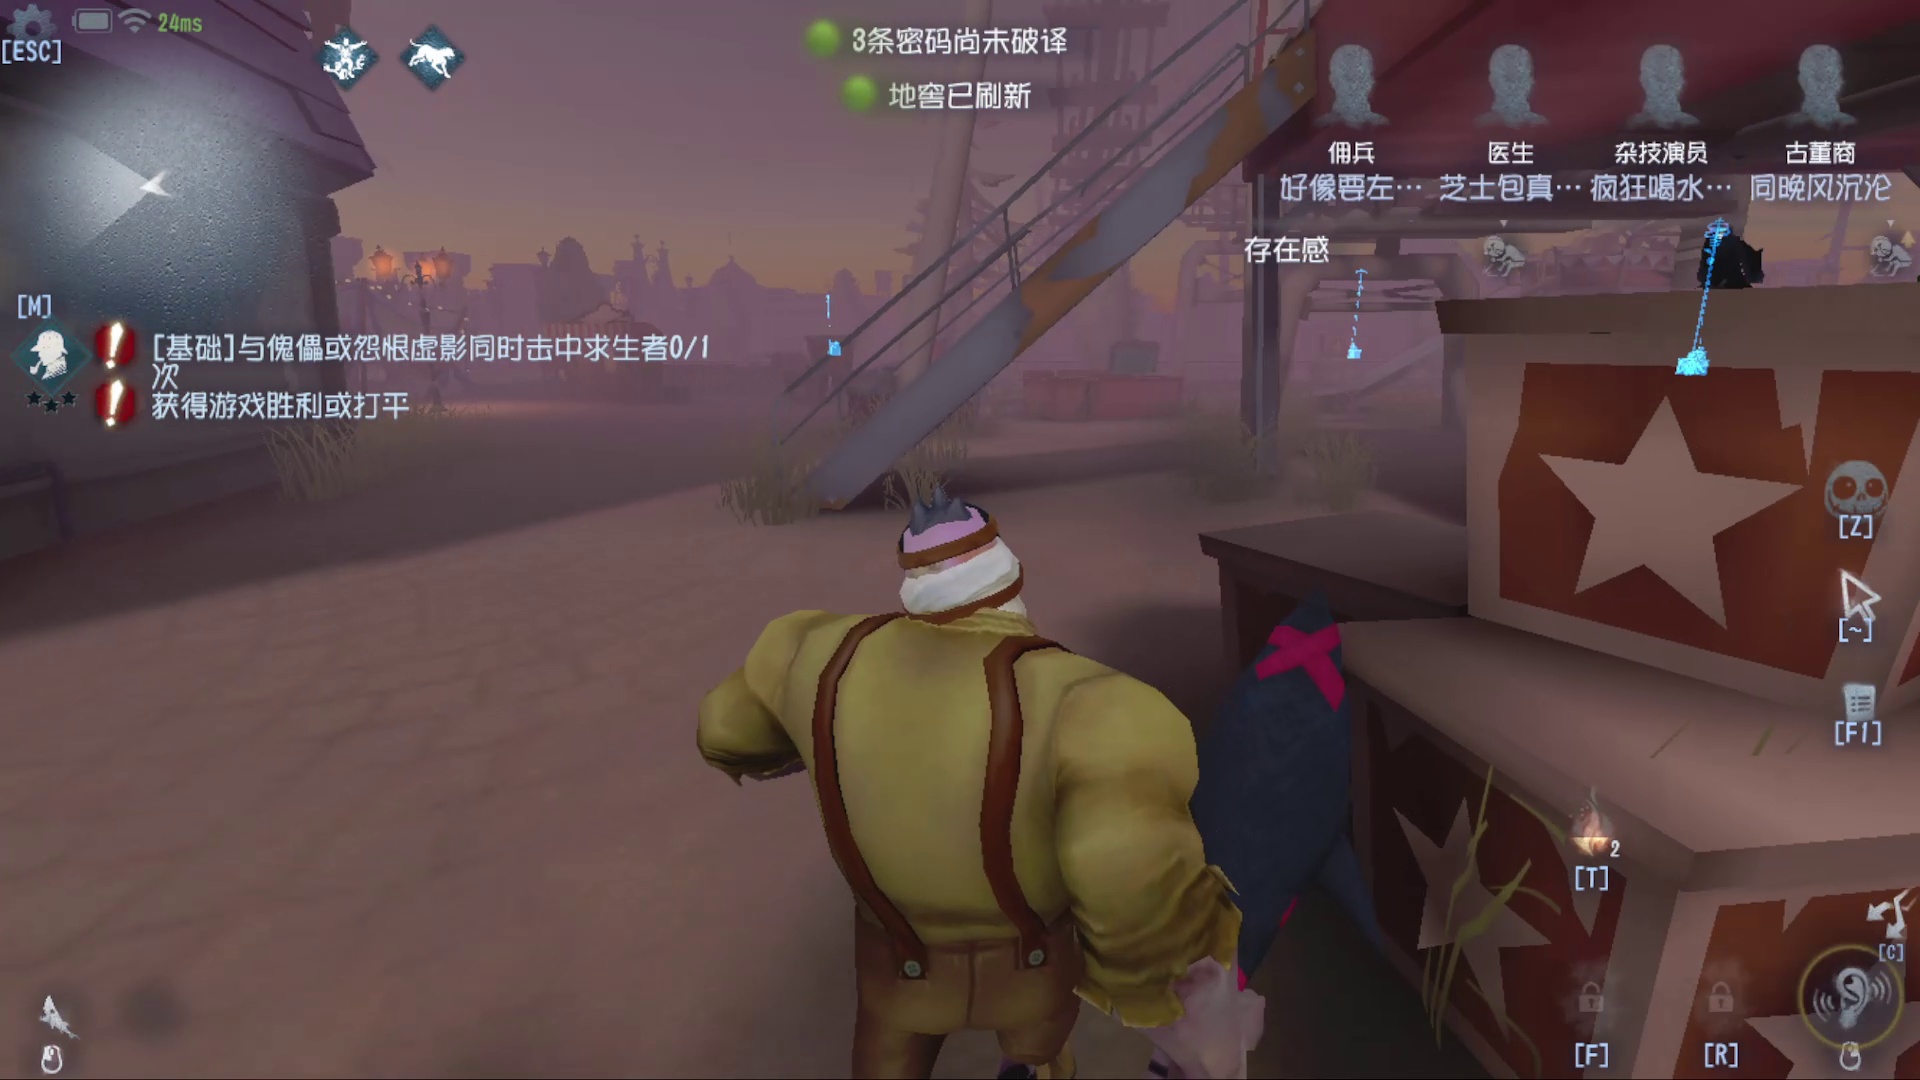 24ms
[ESC]
3条密码尚未破译
地窖已刷新
佣兵
医生
杂技演员
古董商
好像要左…
芝士包真…
疯狂喝水…
同晚风沉沦
存在感
[M]
[基础]与傀儡或怨恨虚影同时击中求生者0/1
次
获得游戏胜利或打平
[Z]
[~]
[F1]
2
[T]
[C]
[F]
[R]